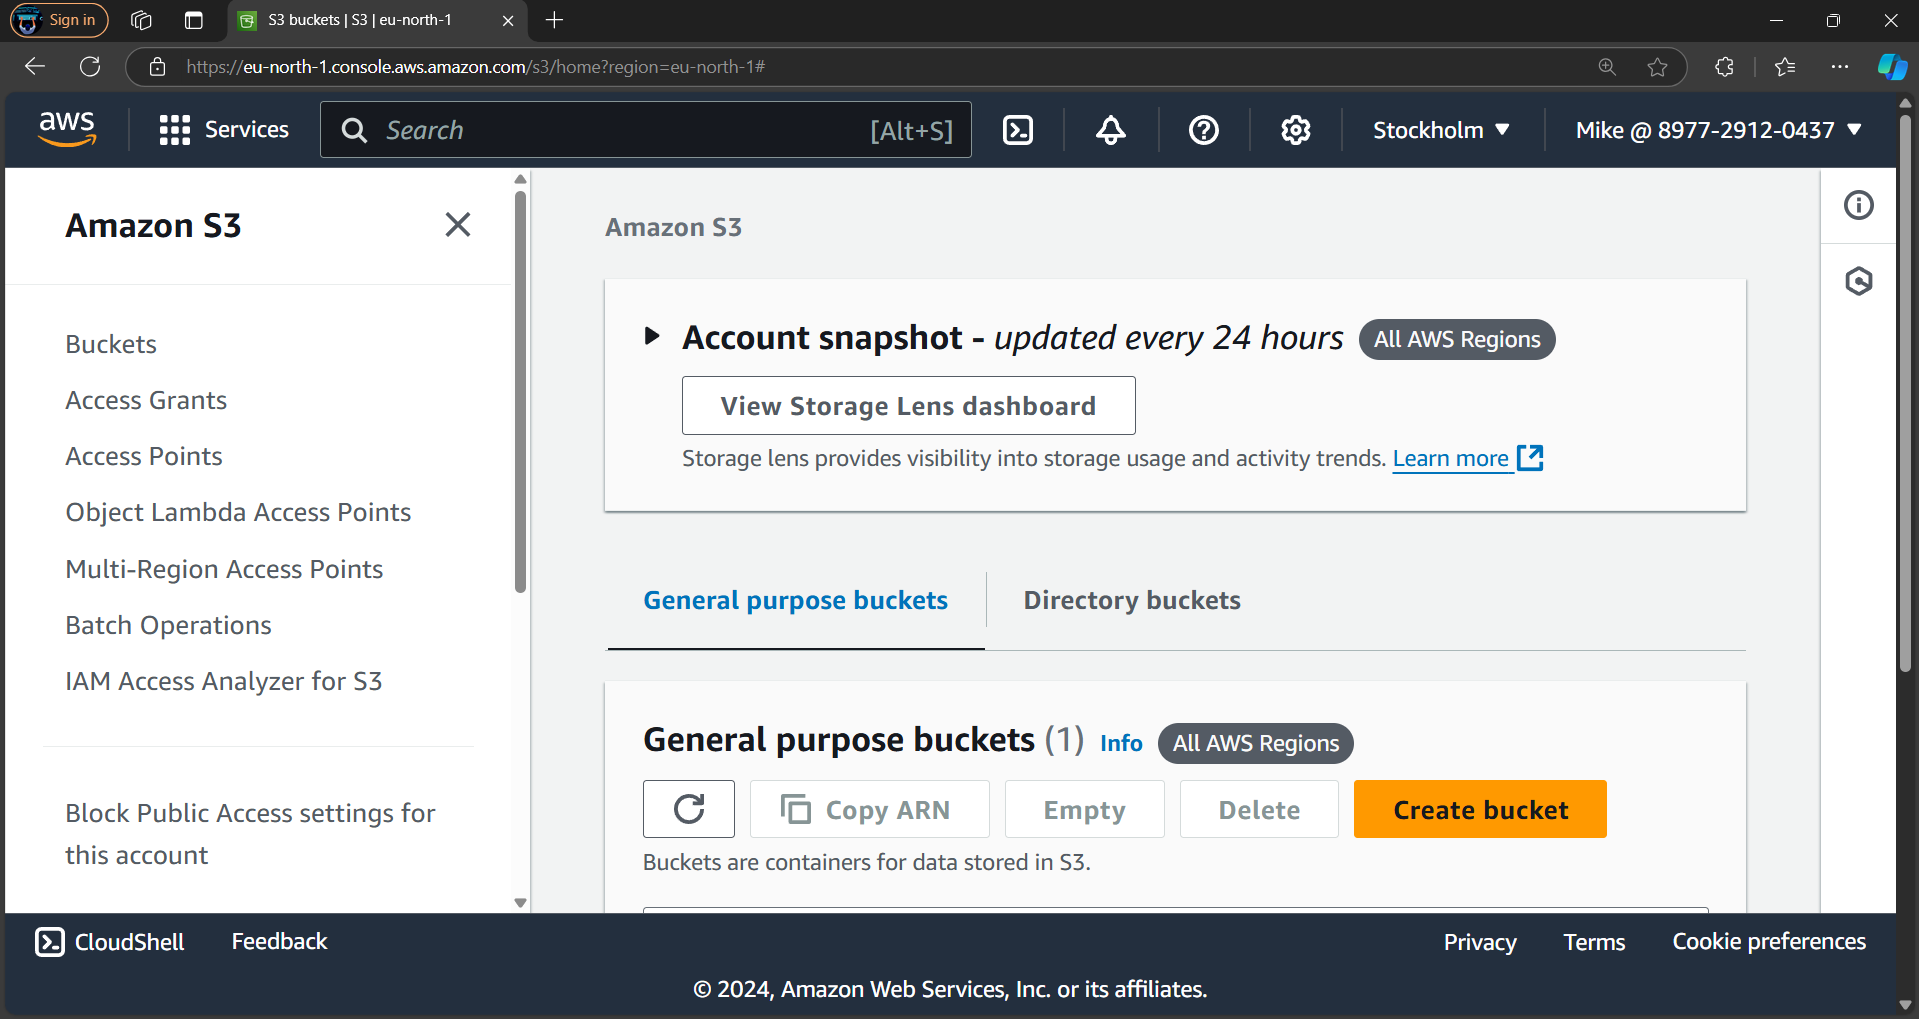 Sign in
S3 buckets | S3 | eu-north-1
https://eu-north-1.console.aws.amazon.com/s3/home?region=eu-north-1#
aws
Services
Search
[Alt+S]
Stockholm
Mike @ 8977-2912-0437
Amazon S3
Buckets
Access Grants
Access Points
Object Lambda Access Points
Multi-Region Access Points
Batch Operations
IAM Access Analyzer for S3
Block Public Access settings for
this account
Amazon S3
Account snapshot - updated every 24 hours All AWS Regions
View Storage Lens dashboard
Storage lens provides visibility into storage usage and activity trends. Learn more
General purpose buckets
Directory buckets
General purpose buckets (1) Info All AWS Regions
Copy ARN
Empty
Delete
Create bucket
Buckets are containers for data stored in S3.
CloudShell
Feedback
Privacy
Terms
Cookie preferences
© 2024, Amazon Web Services, Inc. or its affiliates.